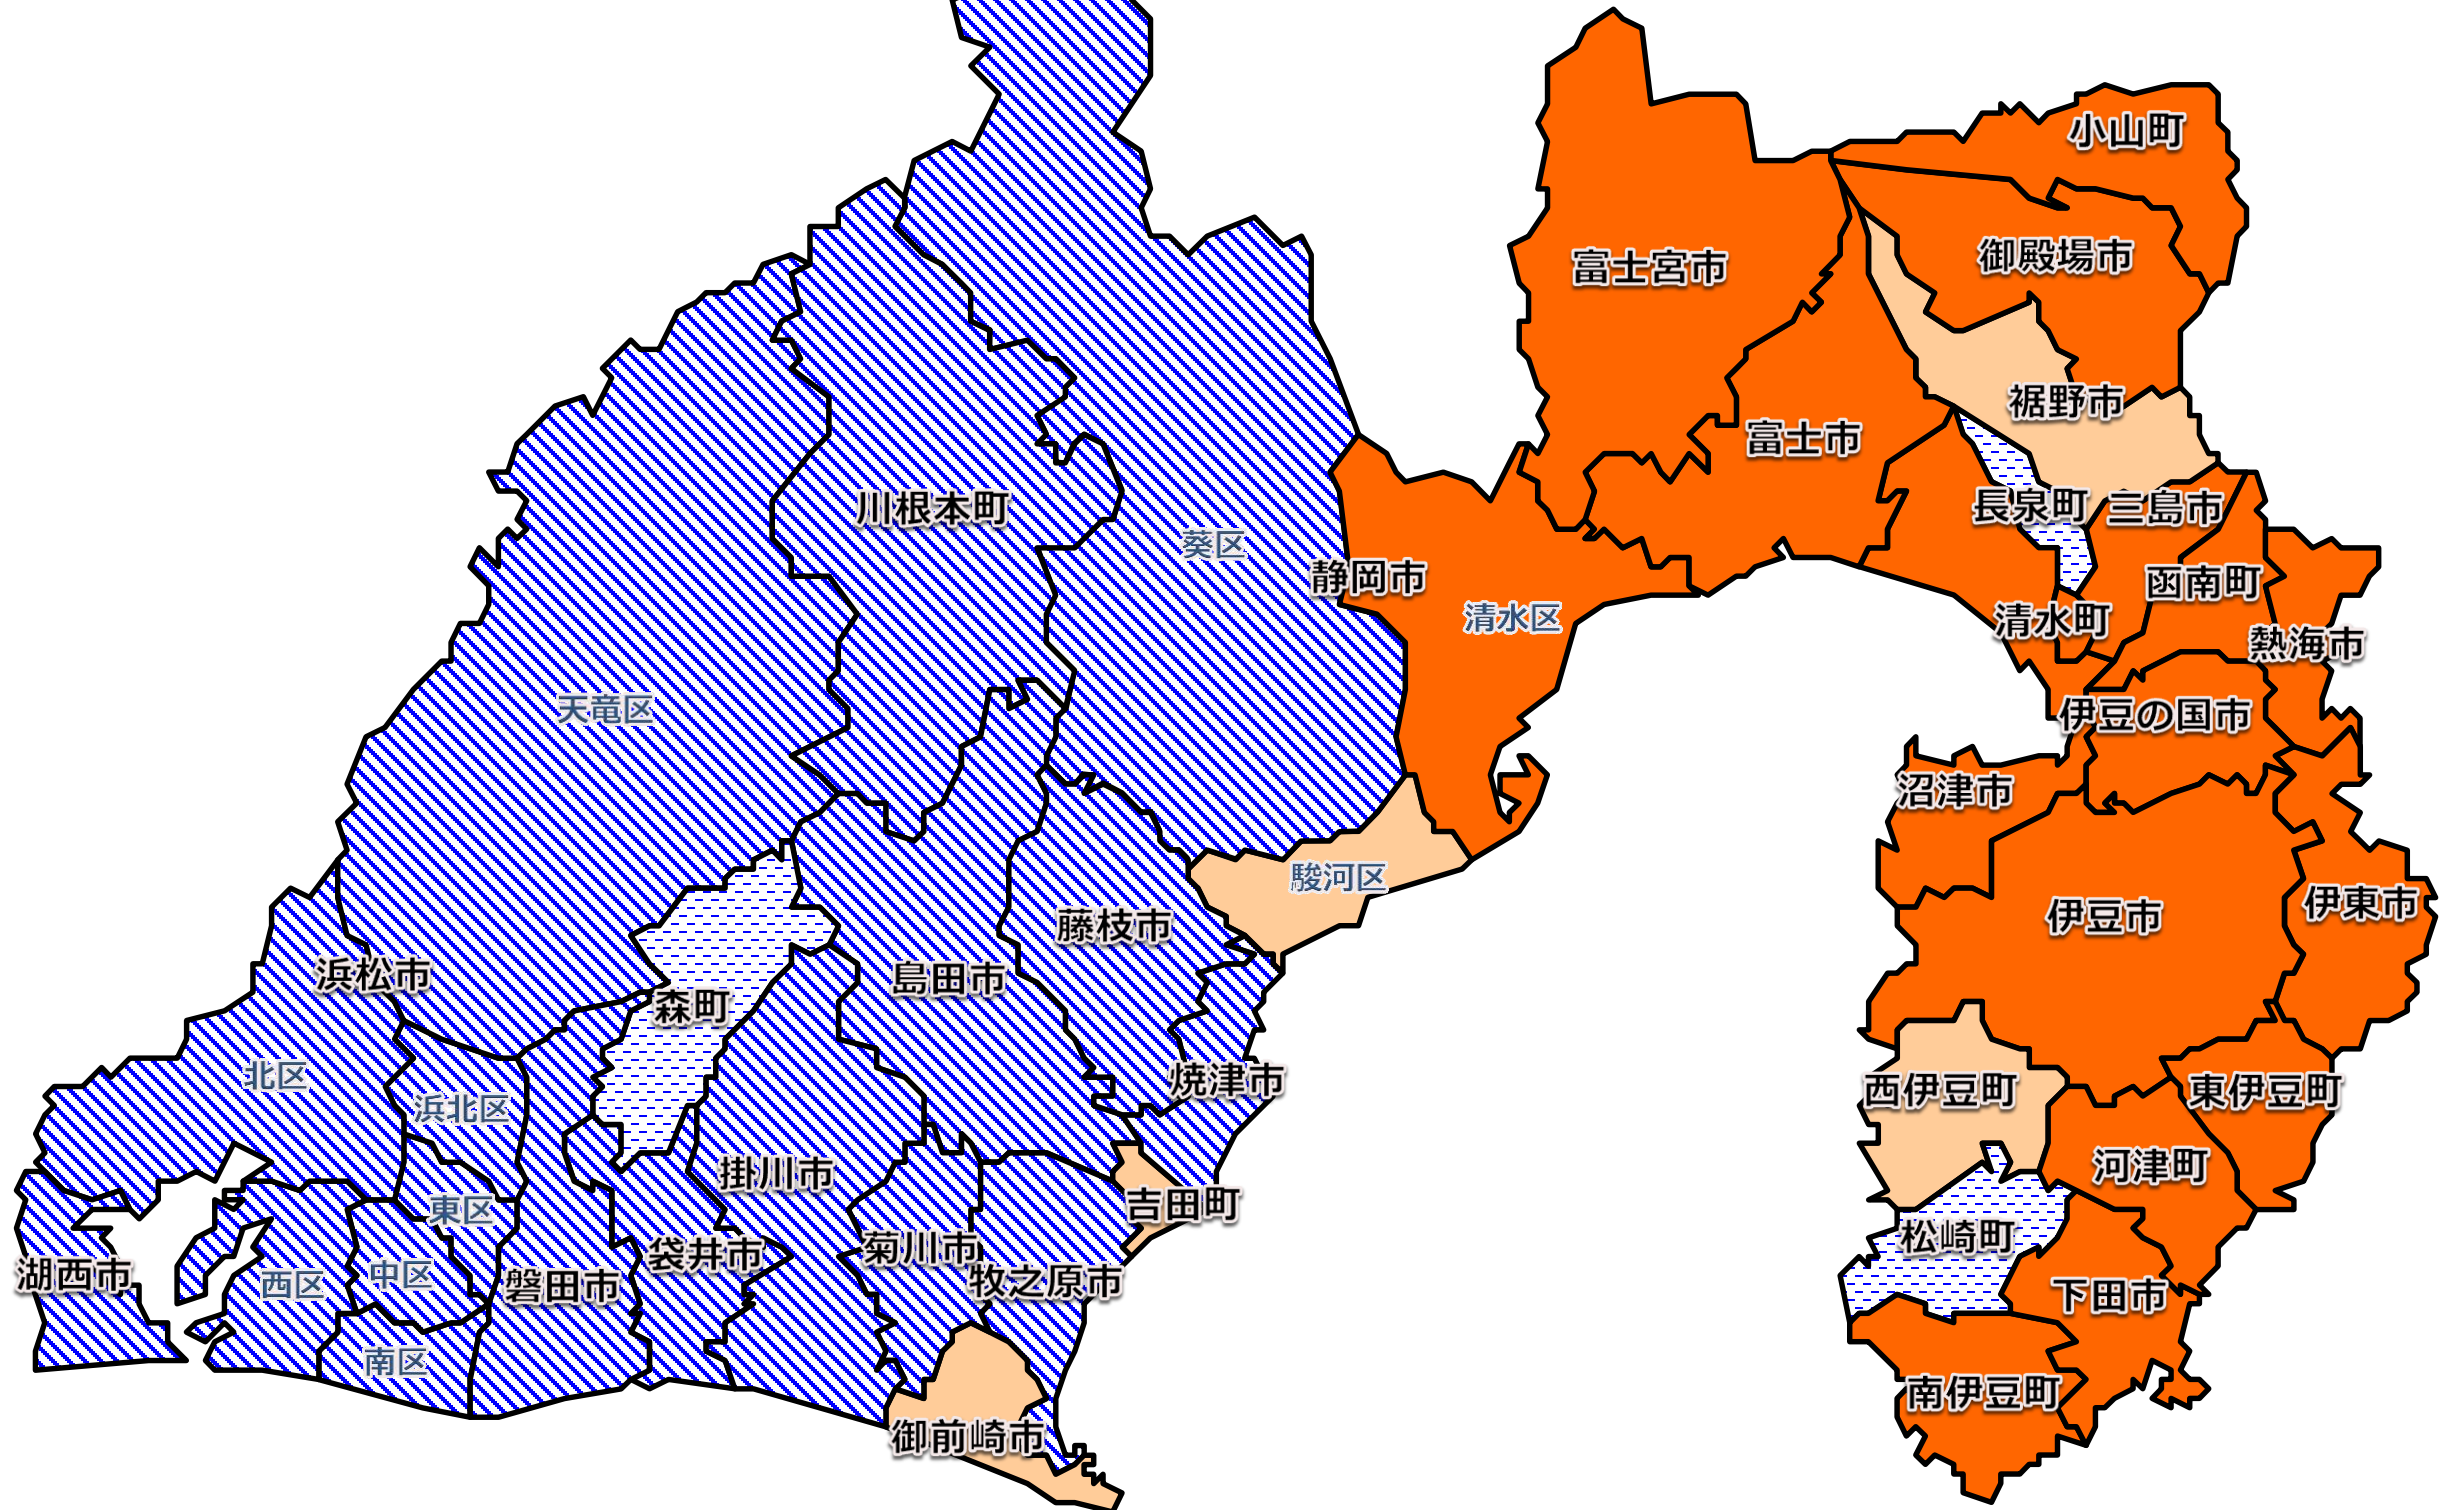 小山町
御殿場市
富士宮市
裾野市
富士市
長泉町
三島市
川根本町
葵区
静岡市
函南町
清水区
清水町
熱海市
天竜区
伊豆の国市
沼津市
駿河区
伊東市
伊豆市
藤枝市
浜松市
島田市
森町
北区
焼津市
西伊豆町
東伊豆町
浜北区
河津町
掛川市
吉田町
東区
松崎町
菊川市
袋井市
湖西市
中区
西区
磐田市
牧之原市
下田市
南区
南伊豆町
御前崎市